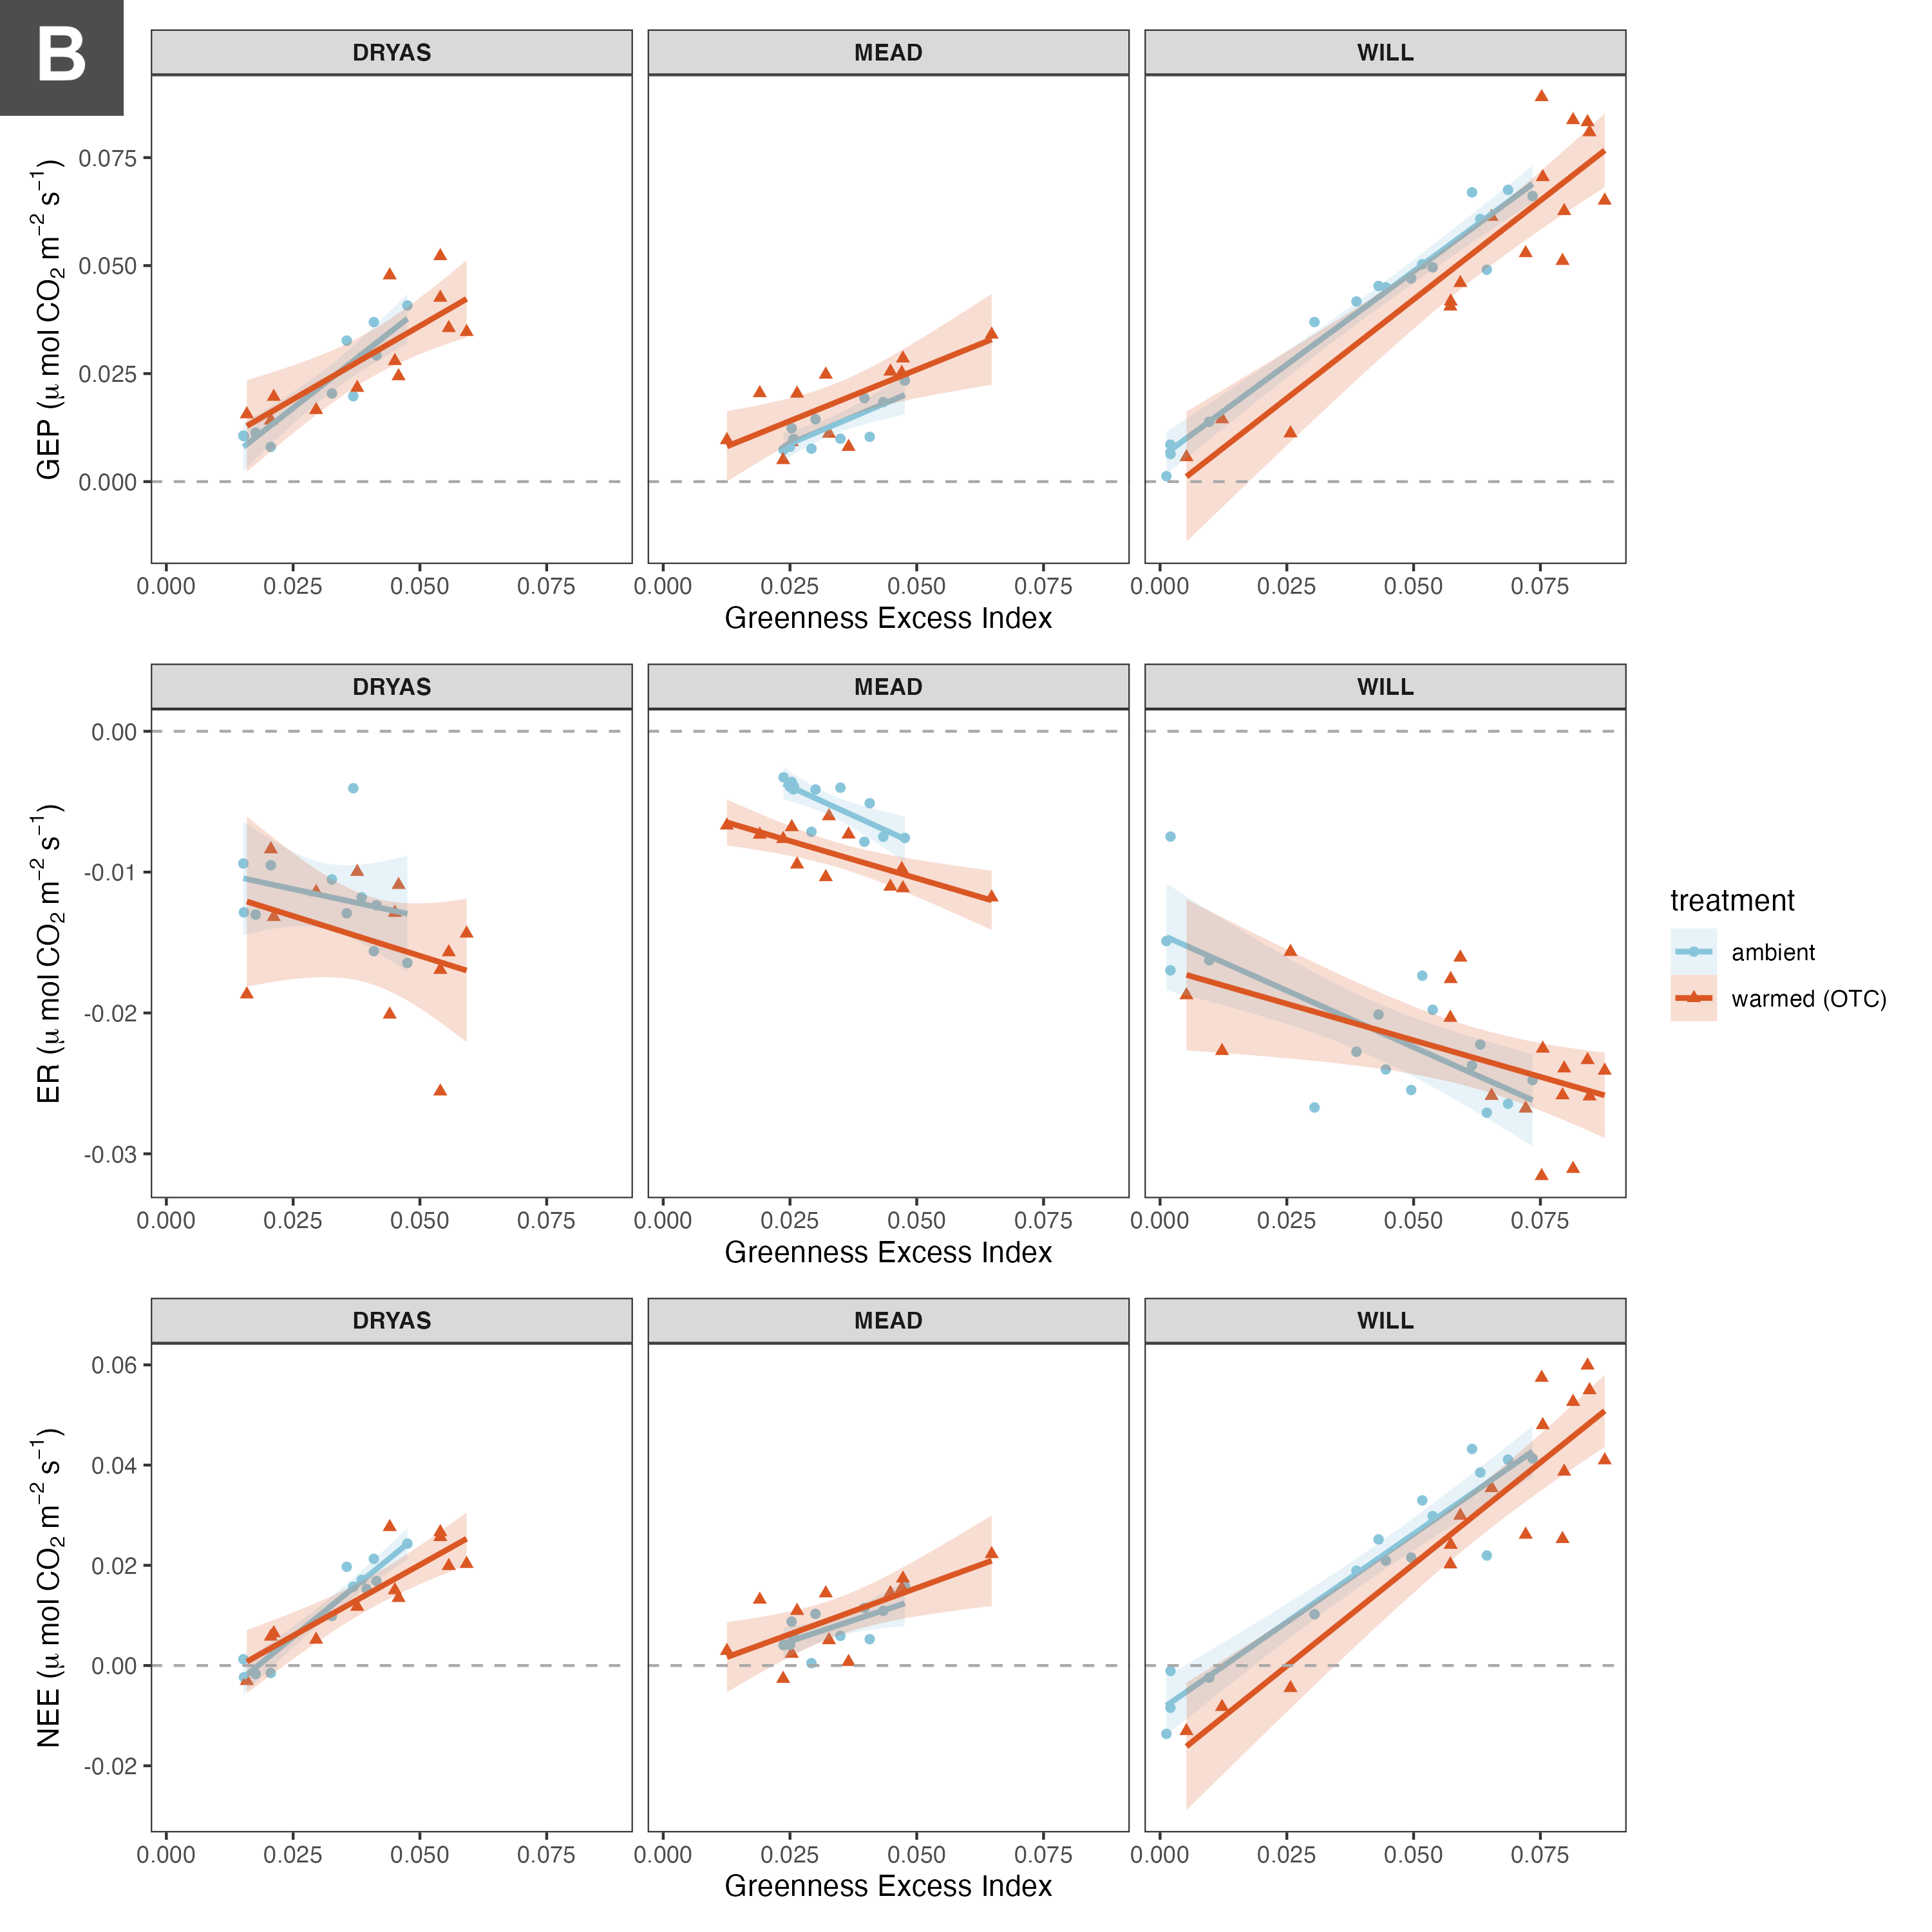 B
DRYAS MEAD WILL
GEP (μ mol CO₂ m⁻² s⁻¹)
0.075
0.050
0.025
0.000
0.000 0.025 0.050 0.075 0.000 0.025 0.050 0.075 0.000 0.025 0.050 0.075
Greenness Excess Index
DRYAS MEAD WILL
ER (μ mol CO₂ m⁻² s⁻¹)
0.00
-0.01
-0.02
-0.03
0.000 0.025 0.050 0.075 0.000 0.025 0.050 0.075 0.000 0.025 0.050 0.075
Greenness Excess Index
treatment
ambient
warmed (OTC)
DRYAS MEAD WILL
NEE (μ mol CO₂ m⁻² s⁻¹)
0.06
0.04
0.02
0.00
-0.02
0.000 0.025 0.050 0.075 0.000 0.025 0.050 0.075 0.000 0.025 0.050 0.075
Greenness Excess Index